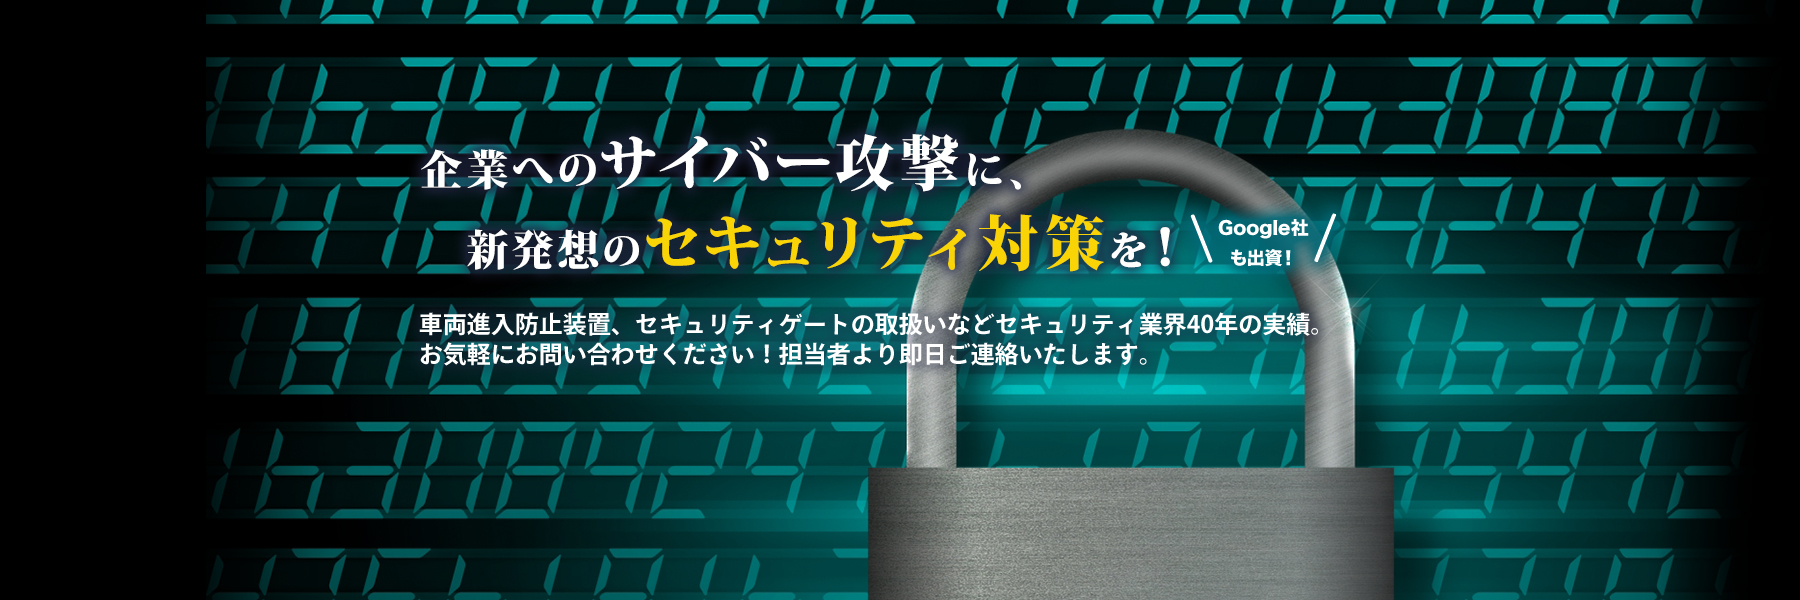 企業へのサイバー攻撃に、
新発想のセキュリティ対策を！
Google社
も出資！
車両進入防止装置、セキュリティゲートの取扱いなどセキュリティ業界40年の実績。
お気軽にお問い合わせください！担当者より即日ご連絡いたします。